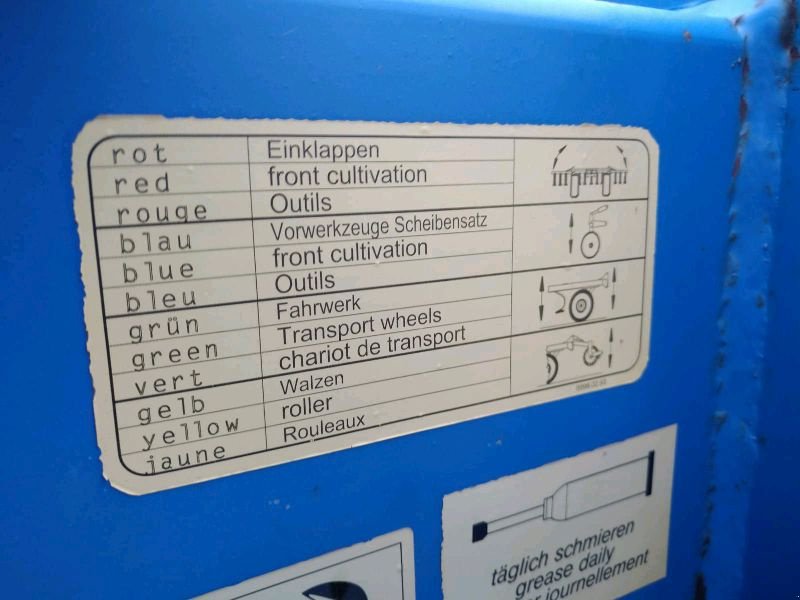 rot Einklappen
red front cultivation
rouge Outils
blau Vorwerkzeuge Scheibensatz
blue front cultivation
bleu Outils
grün Fahrwerk
green Transport wheels
vert chariot de transport
gelb Walzen
yellow roller
jaune Rouleaux
täglich schmieren
grease daily
journellement